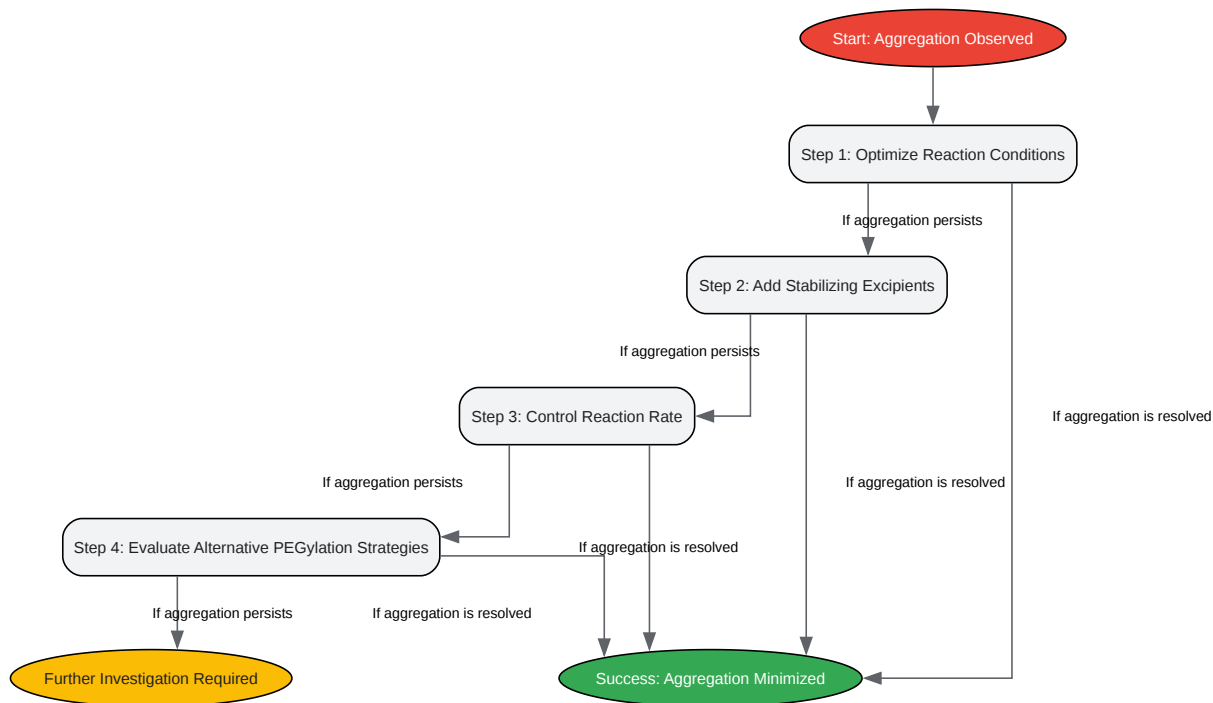 Start: Aggregation Observed
Step 1: Optimize Reaction Conditions
If aggregation persists
Step 2: Add Stabilizing Excipients
If aggregation persists
Step 3: Control Reaction Rate
If aggregation is resolved
If aggregation persists
If aggregation is resolved
Step 4: Evaluate Alternative PEGylation Strategies
If aggregation is resolved
If aggregation persists
If aggregation is resolved
Further Investigation Required
Success: Aggregation Minimized